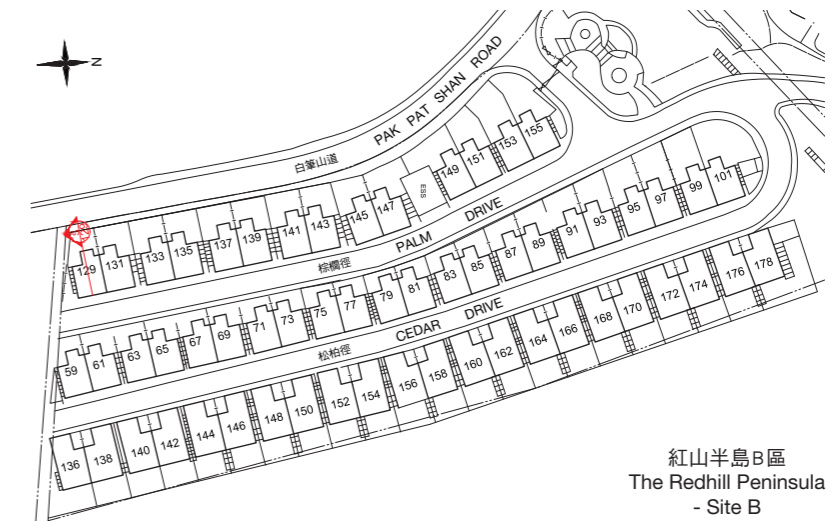 N
PAK PAT SHAN ROAD
白筆山道
153 155
149 151
ESS
145 147
141 143
137 139
133 135
129 131
PALM DRIVE
棕櫚徑
99 101
95 97
91 93
87 89
83 85
79 81
75 77
71 73
67 69
63 65
59 61
CEDAR DRIVE
松柏徑
176 178
172 174
168 170
164 166
160 162
156 158
152 154
148 150
144 146
140 142
136 138
紅山半島B區
The Redhill Peninsula
- Site B